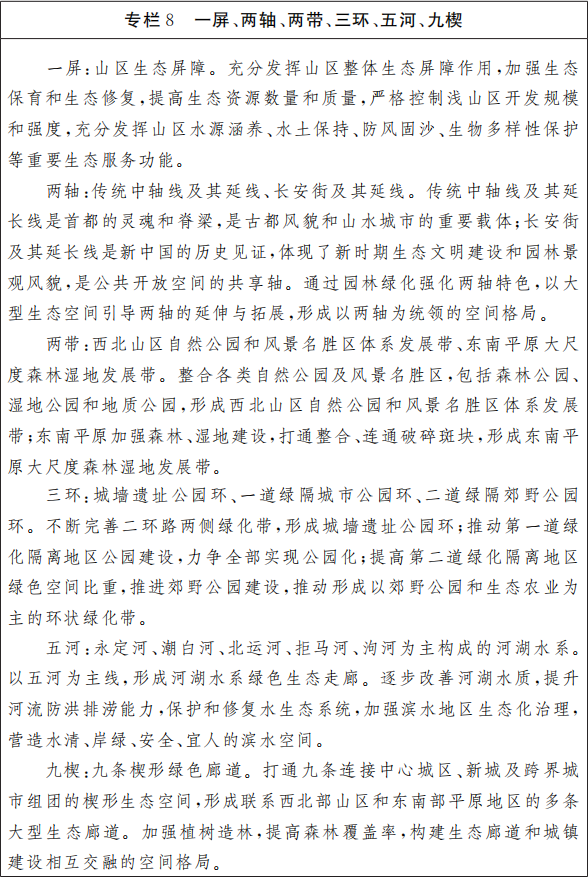 专栏8 一屏、两轴、两带、三环、五河、九楔
一屏:山区生态屏障。充分发挥山区整体生态屏障作用,加强生态
保育和生态修复,提高生态资源数量和质量,严格控制浅山区开发规模
和强度,充分发挥山区水源涵养、水土保持、防风固沙、生物多样性保护
等重要生态服务功能。
两轴:传统中轴线及其延线、长安街及其延线。传统中轴线及其延
长线是首都的灵魂和脊梁,是古都风貌和山水城市的重要载体;长安街
及其延长线是新中国的历史见证,体现了新时期生态文明建设和园林景
观风貌,是公共开放空间的共享轴。通过园林绿化强化两轴特色,以大
型生态空间引导两轴的延伸与拓展,形成以两轴为统领的空间格局。
两带:西北山区自然公园和风景名胜区体系发展带、东南平原大尺
度森林湿地发展带。整合各类自然公园及风景名胜区,包括森林公园、
湿地公园和地质公园,形成西北山区自然公园和风景名胜区体系发展
带;东南平原加强森林、湿地建设,打通整合、连通破碎斑块,形成东南平
原大尺度森林湿地发展带。
三环:城墙遗址公园环、一道绿隔城市公园环、二道绿隔郊野公园
环。不断完善二环路两侧绿化带,形成城墙遗址公园环;推动第一道绿
化隔离地区公园建设,力争全部实现公园化;提高第二道绿化隔离地区
绿色空间比重,推进郊野公园建设,推动形成以郊野公园和生态农业为
主的环状绿化带。
五河:永定河、潮白河、北运河、拒马河、泃河为主构成的河湖水系。
以五河为主线,形成河湖水系绿色生态走廊。逐步改善河湖水质,提升
河流防洪排涝能力,保护和修复水生态系统,加强滨水地区生态化治理,
营造水清、岸绿、安全、宜人的滨水空间。
九楔:九条楔形绿色廊道。打通九条连接中心城区、新城及跨界城
市组团的楔形生态空间,形成联系西北部山区和东南部平原地区的多条
大型生态廊道。加强植树造林,提高森林覆盖率,构建生态廊道和城镇
建设相互交融的空间格局。